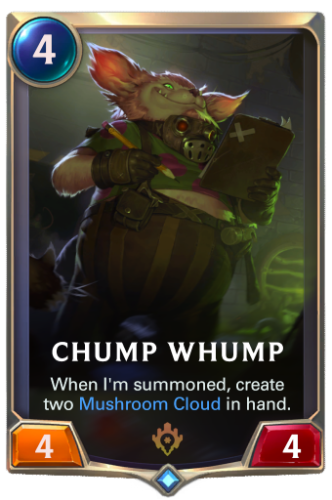 4
CHUMP WHUMP
When I'm summoned, create
two Mushroom Cloud in hand.
4 4